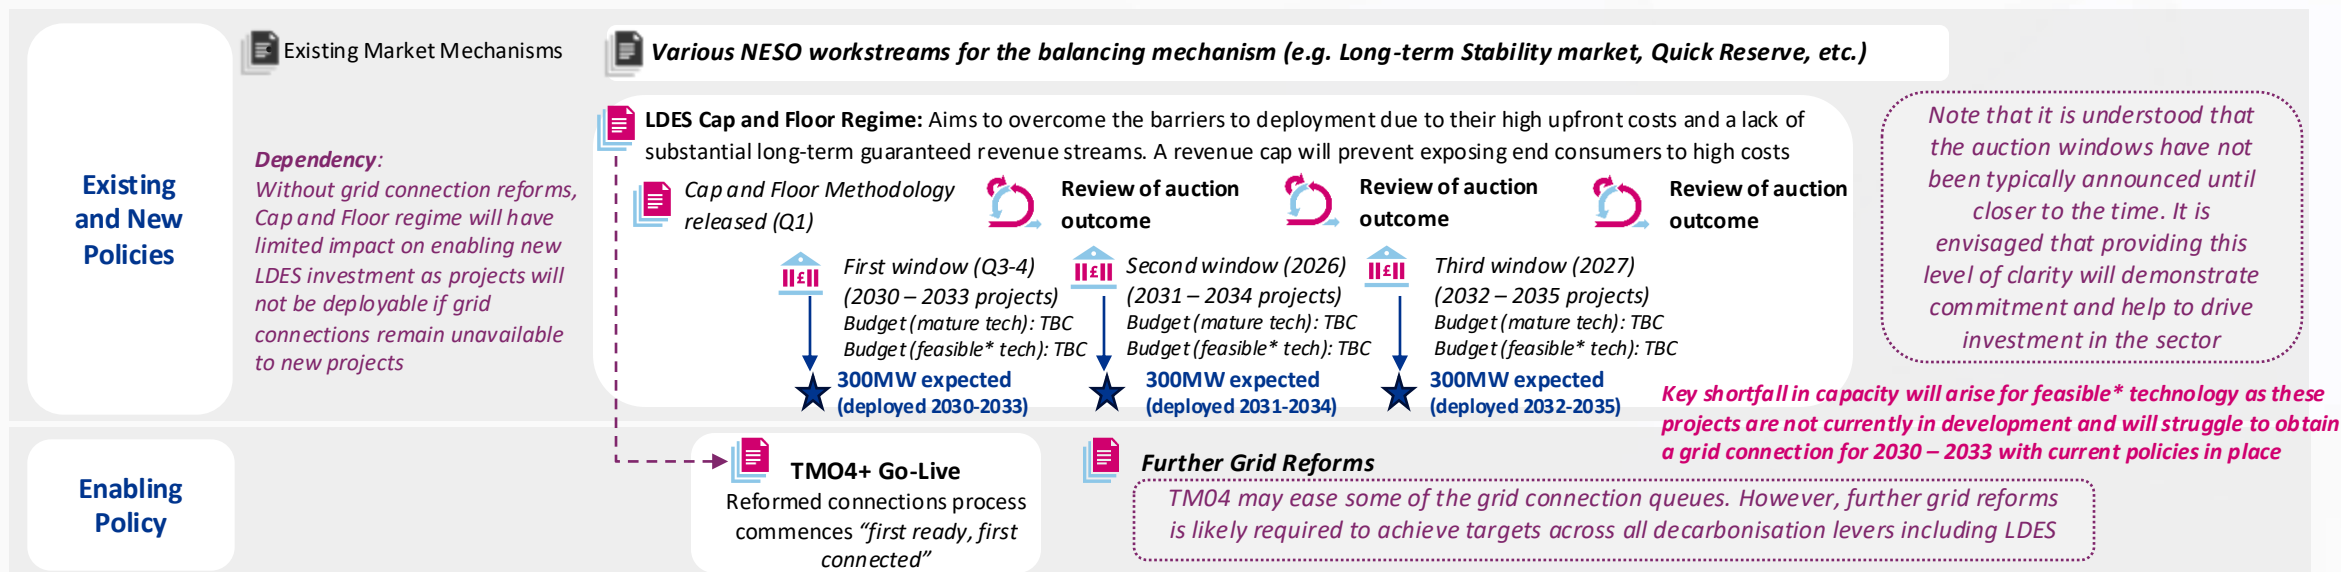 Existing Market Mechanisms
Various NESO workstreams for the balancing mechanism (e.g. Long-term Stability market, Quick Reserve, etc.)
Existing
and New
Policies
Dependency:
Without grid connection reforms,
Cap and Floor regime will have
limited impact on enabling new
LDES investment as projects will
not be deployable if grid
connections remain unavailable
to new projects
LDES Cap and Floor Regime: Aims to overcome the barriers to deployment due to their high upfront costs and a lack of
substantial long-term guaranteed revenue streams. A revenue cap will prevent exposing end consumers to high costs
Cap and Floor Methodology
released (Q1)
Review of auction
outcome
Review of auction
outcome
Review of auction
outcome
£
First window (Q3-4)
(2030 – 2033 projects)
Budget (mature tech): TBC
Budget (feasible* tech): TBC
300MW expected
(deployed 2030-2033)
£
Second window (2026)
(2031 – 2034 projects)
Budget (mature tech): TBC
Budget (feasible* tech): TBC
300MW expected
(deployed 2031-2034)
£
Third window (2027)
(2032 – 2035 projects)
Budget (mature tech): TBC
Budget (feasible* tech): TBC
300MW expected
(deployed 2032-2035)
Note that it is understood that
the auction windows have not
been typically announced until
closer to the time. It is
envisaged that providing this
level of clarity will demonstrate
commitment and help to drive
investment in the sector
Key shortfall in capacity will arise for feasible* technology as these
projects are not currently in development and will struggle to obtain
a grid connection for 2030 – 2033 with current policies in place
Enabling
Policy
TMO4+ Go-Live
Reformed connections process
commences “first ready, first
connected”
Further Grid Reforms
TM04 may ease some of the grid connection queues. However, further grid reforms
is likely required to achieve targets across all decarbonisation levers including LDES